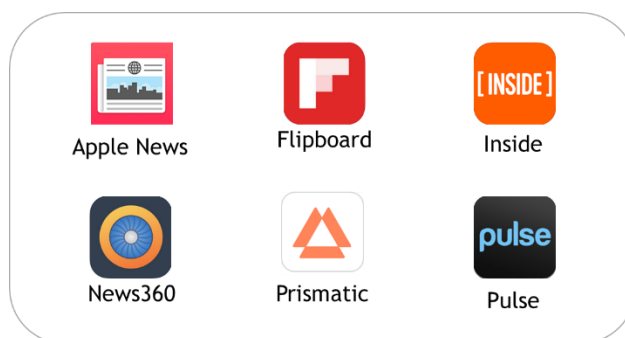 Apple News
Flipboard
[INSIDE]
Inside
News360
Prismatic
pulse
Pulse